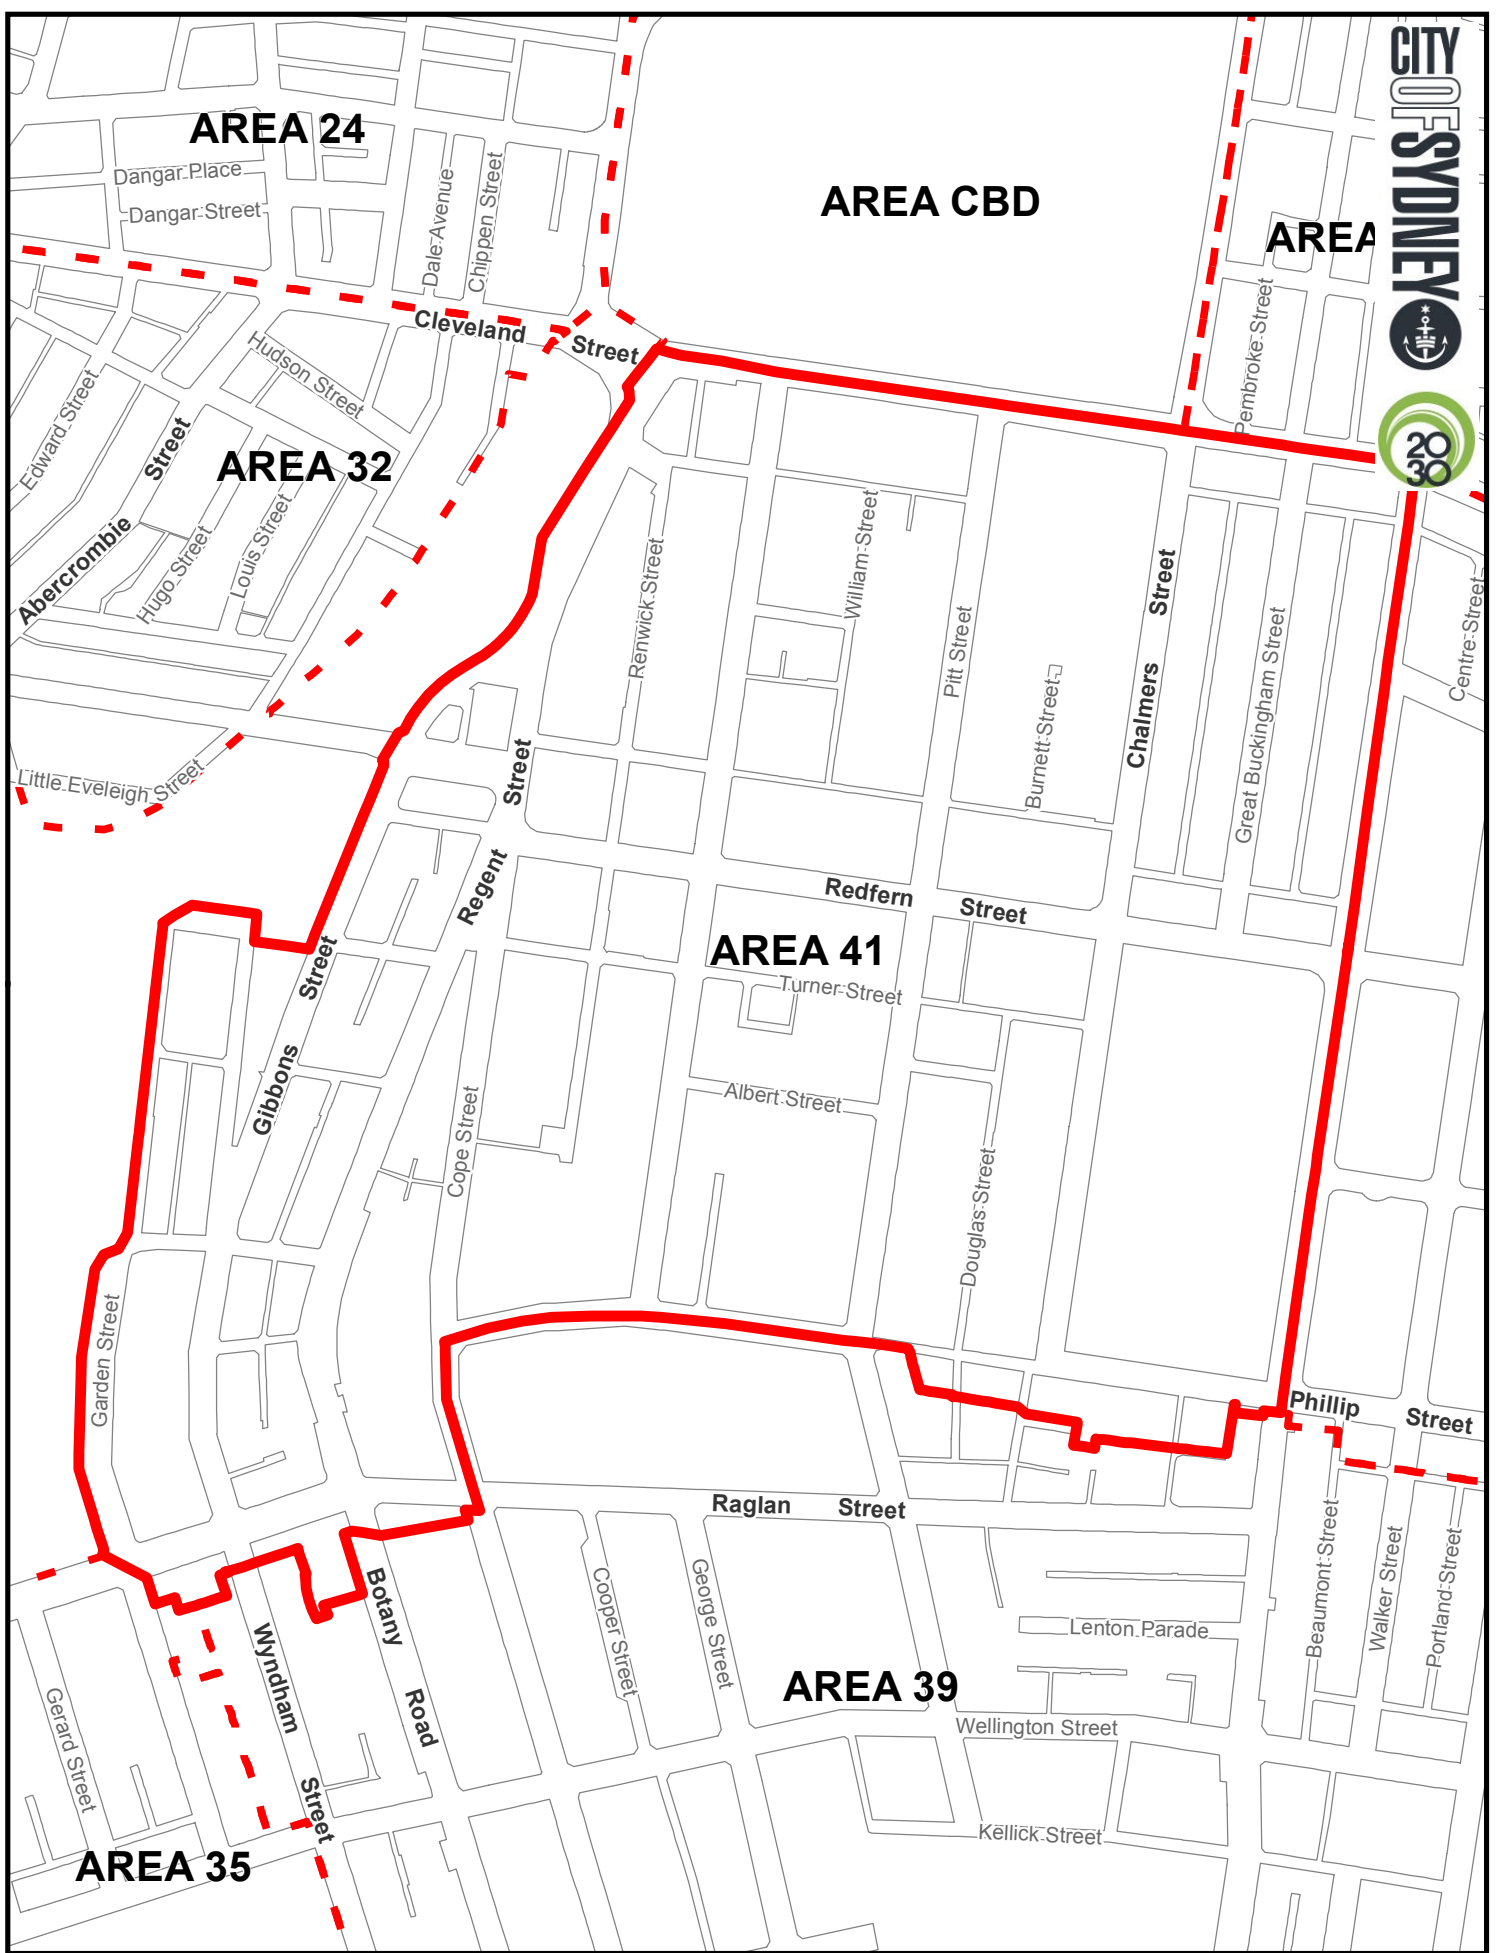 CITYOFSYDNEY
2030
AREA 24
AREA CBD
AREA
Dangar Place
Dangar Street
Dale Avenue
Chippen Street
Cleveland
Street
Pembroke Street
Hudson Street
Edward Street
Street
AREA 32
Abercrombie
Hugo Street
Louis Street
Renwick Street
William Street
Pitt Street
Burnett Street
Chalmers
Street
Great Buckingham Street
Centre Street
Little Eveleigh Street
Street
Regent
Redfern
Street
AREA 41
Turner Street
Street
Gibbons
Albert Street
Cope Street
Douglas Street
Garden Street
Phillip
Street
Raglan
Street
Botany
Road
Wyndham
Street
Cooper Street
George Street
Lenton Parade
Beaumont Street
Walker Street
Portland Street
AREA 39
Wellington Street
Gerard Street
Kellick Street
AREA 35